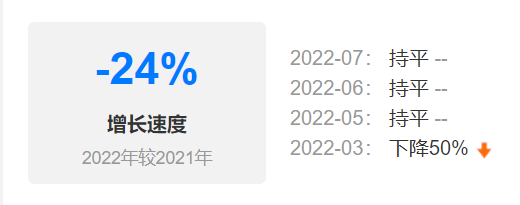 -24%
增长速度
2022年较2021年
2022-07： 持平 --
2022-06： 持平 --
2022-05： 持平 --
2022-03： 下降50%